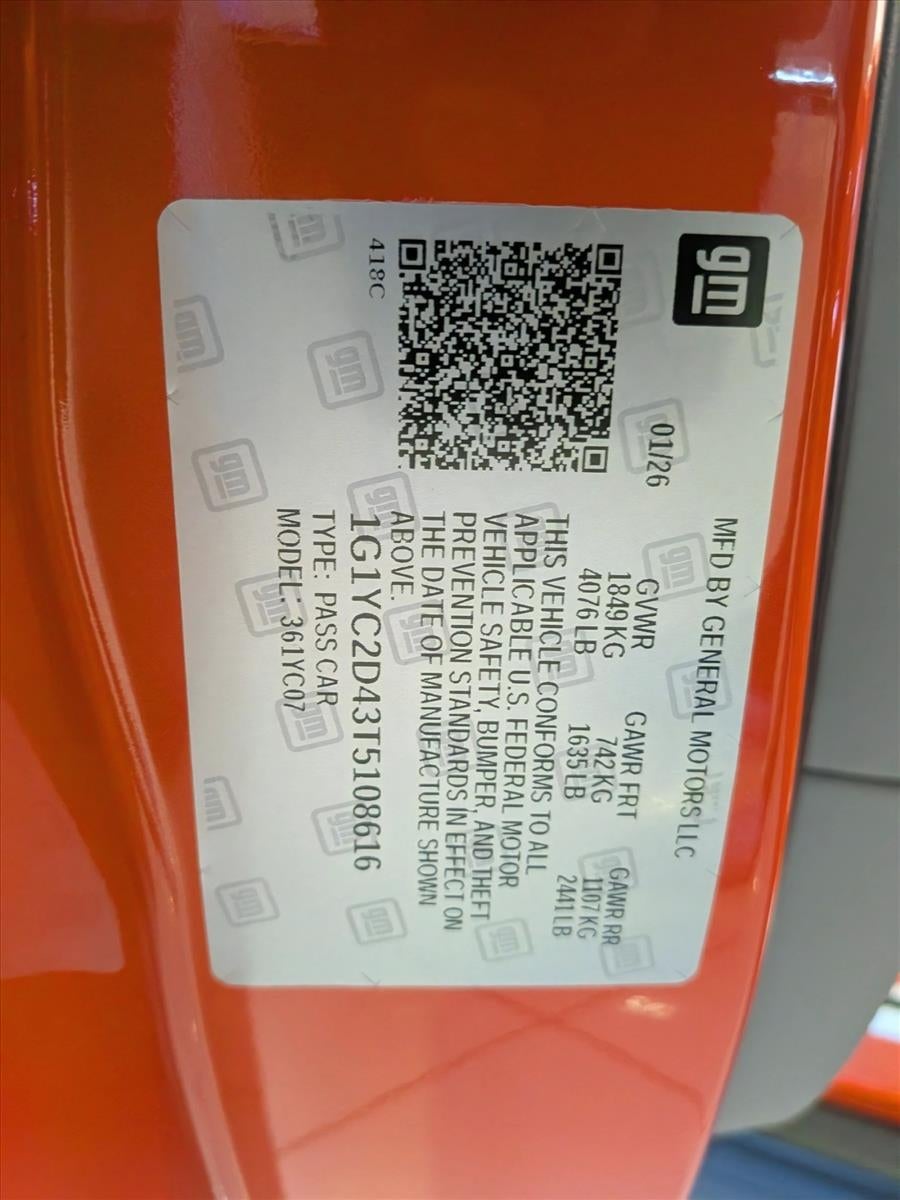 gm
MFD BY GENERAL MOTORS LLC
01/26
GVWR GAWR FRT GAWR RR
1849 KG 742 KG 1107 KG
4076 LB 1635 LB 2441 LB
THIS VEHICLE CONFORMS TO ALL
APPLICABLE U.S. FEDERAL MOTOR
VEHICLE SAFETY, BUMPER, AND THEFT
PREVENTION STANDARDS IN EFFECT ON
THE DATE OF MANUFACTURE SHOWN
ABOVE.
1G1YC2D43T5108616
TYPE: PASS CAR
MODEL: 361YC07
418C